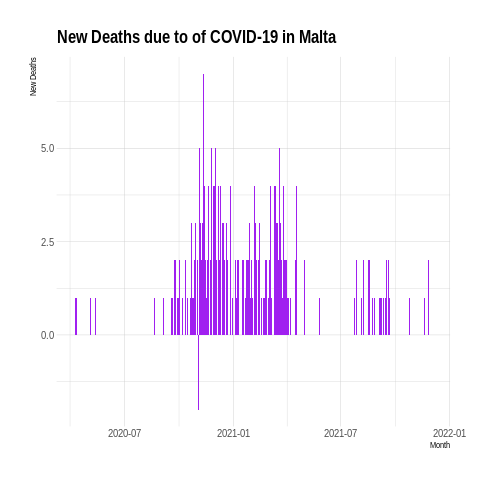 New Deaths due to of COVID-19 in Malta
New Deaths
5.0
2.5
0.0
2020-07
2021-01
2021-07
2022-01
Month